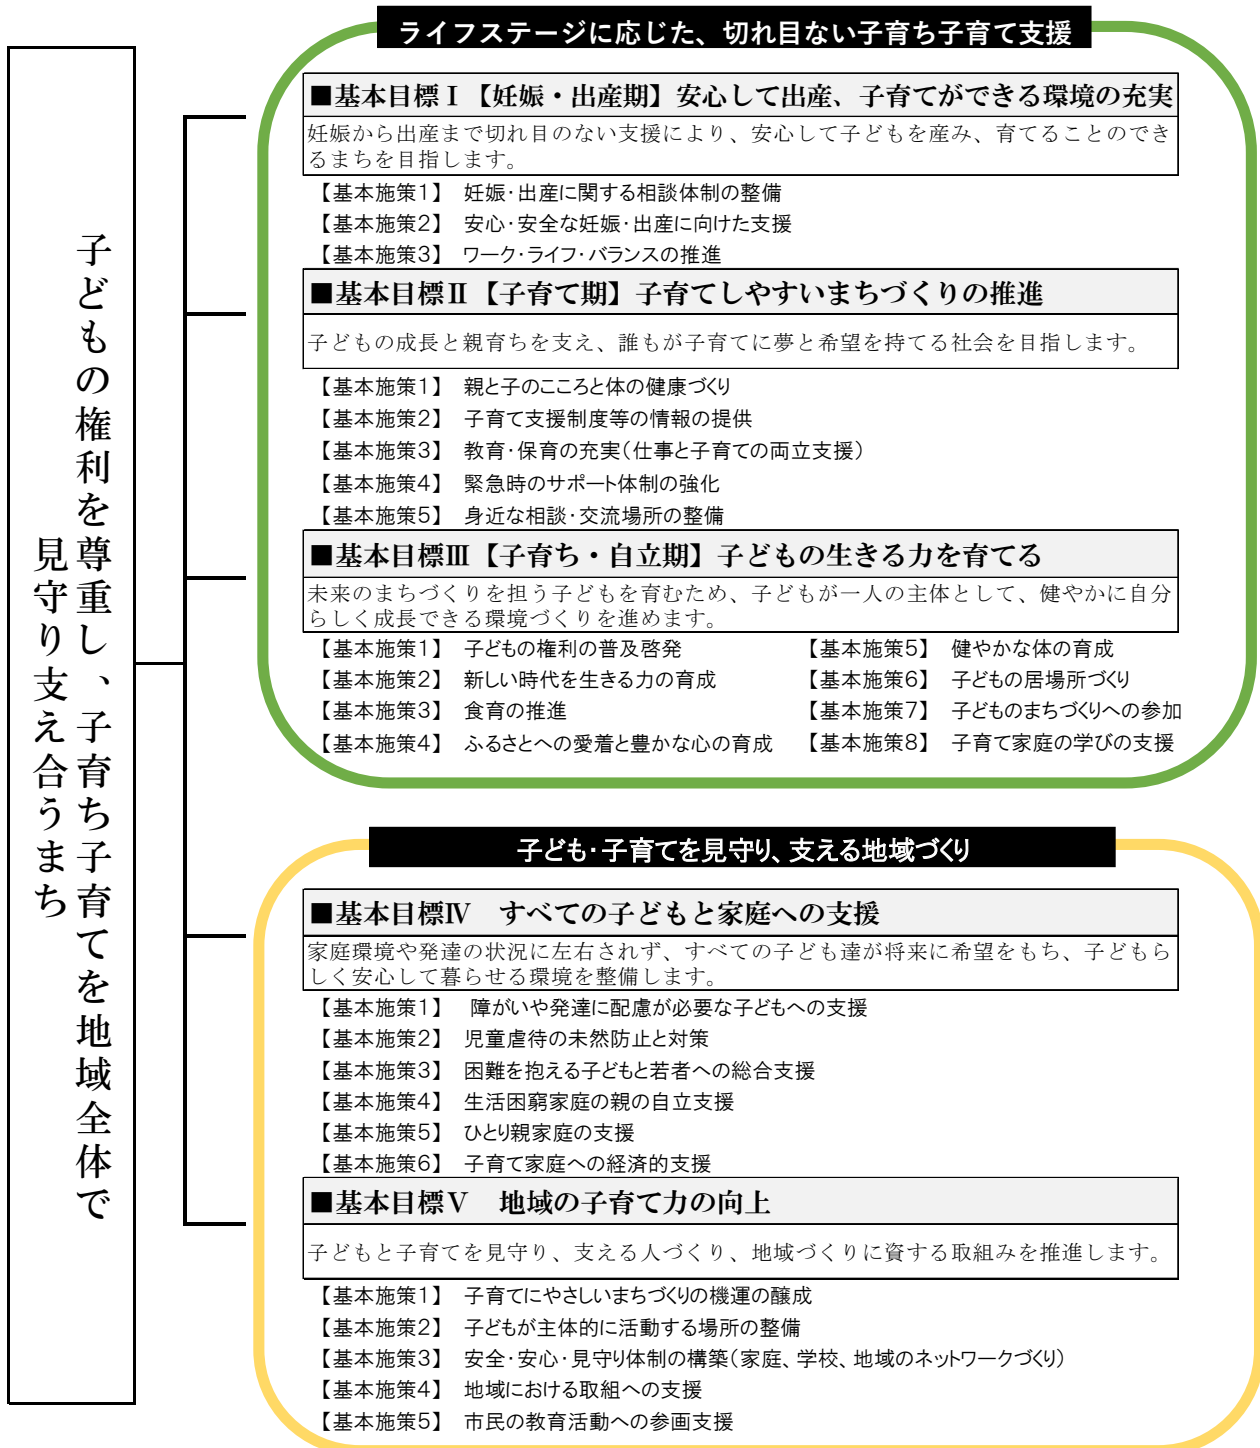 子どもの権利を尊重し、子育ち子育てを地域全体で
見守り支え合うまち
ライフステージに応じた、切れ目ない子育ち子育て支援
■基本目標Ⅰ【妊娠・出産期】安心して出産、子育てができる環境の充実
妊娠から出産まで切れ目のない支援により、安心して子どもを産み、育てることのでき
るまちを目指します。
【基本施策1】 妊娠・出産に関する相談体制の整備
【基本施策2】 安心・安全な妊娠・出産に向けた支援
【基本施策3】 ワーク・ライフ・バランスの推進
■基本目標Ⅱ【子育て期】子育てしやすいまちづくりの推進
子どもの成長と親育ちを支え、誰もが子育てに夢と希望を持てる社会を目指します。
【基本施策1】 親と子のこころと体の健康づくり
【基本施策2】 子育て支援制度等の情報の提供
【基本施策3】 教育・保育の充実（仕事と子育ての両立支援）
【基本施策4】 緊急時のサポート体制の強化
【基本施策5】 身近な相談・交流場所の整備
■基本目標Ⅲ【子育ち・自立期】子どもの生きる力を育てる
未来のまちづくりを担う子どもを育むため、子どもが一人の主体として、健やかに自分
らしく成長できる環境づくりを進めます。
【基本施策1】 子どもの権利の普及啓発
【基本施策2】 新しい時代を生きる力の育成
【基本施策3】 食育の推進
【基本施策4】 ふるさとへの愛着と豊かな心の育成
【基本施策5】 健やかな体の育成
【基本施策6】 子どもの居場所づくり
【基本施策7】 子どものまちづくりへの参加
【基本施策8】 子育て家庭の学びの支援
子ども・子育てを見守り、支える地域づくり
■基本目標Ⅳ　すべての子どもと家庭への支援
家庭環境や発達の状況に左右されず、すべての子ども達が将来に希望をもち、子どもら
しく安心して暮らせる環境を整備します。
【基本施策1】 障がいや発達に配慮が必要な子どもへの支援
【基本施策2】 児童虐待の未然防止と対策
【基本施策3】 困難を抱える子どもと若者への総合支援
【基本施策4】 生活困窮家庭の親の自立支援
【基本施策5】 ひとり親家庭の支援
【基本施策6】 子育て家庭への経済的支援
■基本目標Ⅴ　地域の子育て力の向上
子どもと子育てを見守り、支える人づくり、地域づくりに資する取組みを推進します。
【基本施策1】 子育てにやさしいまちづくりの機運の醸成
【基本施策2】 子どもが主体的に活動する場所の整備
【基本施策3】 安全・安心・見守り体制の構築（家庭、学校、地域のネットワークづくり）
【基本施策4】 地域における取組への支援
【基本施策5】 市民の教育活動への参画支援